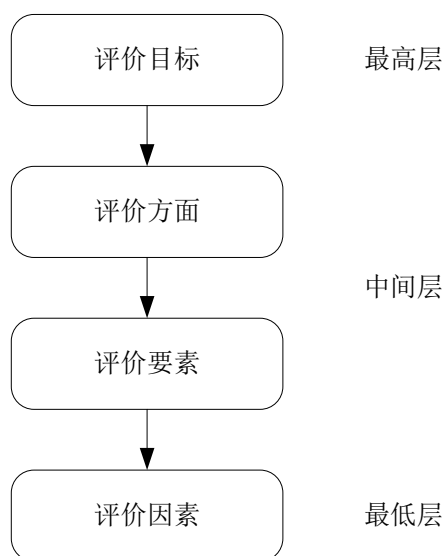 评价目标
最高层
评价方面
中间层
评价要素
评价因素
最低层